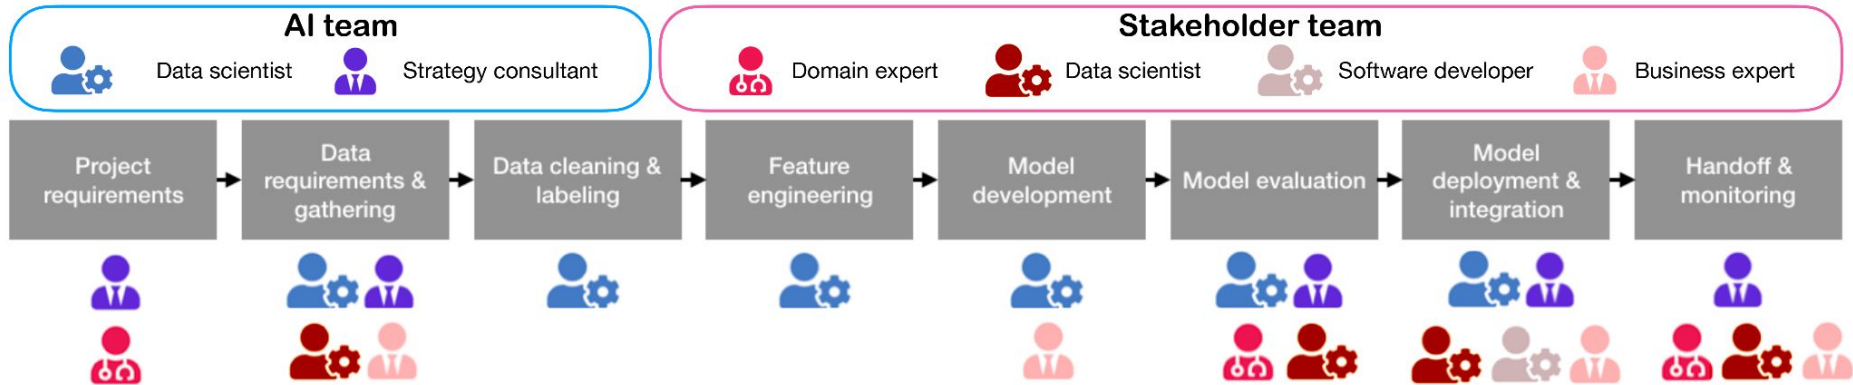 AI team
Data scientist
Strategy consultant
Stakeholder team
Domain expert
Data scientist
Software developer
Business expert
Project
requirements
Data
requirements &
gathering
Data cleaning &
labeling
Feature
engineering
Model
development
Model evaluation
Model
deployment &
integration
Handoff &
monitoring